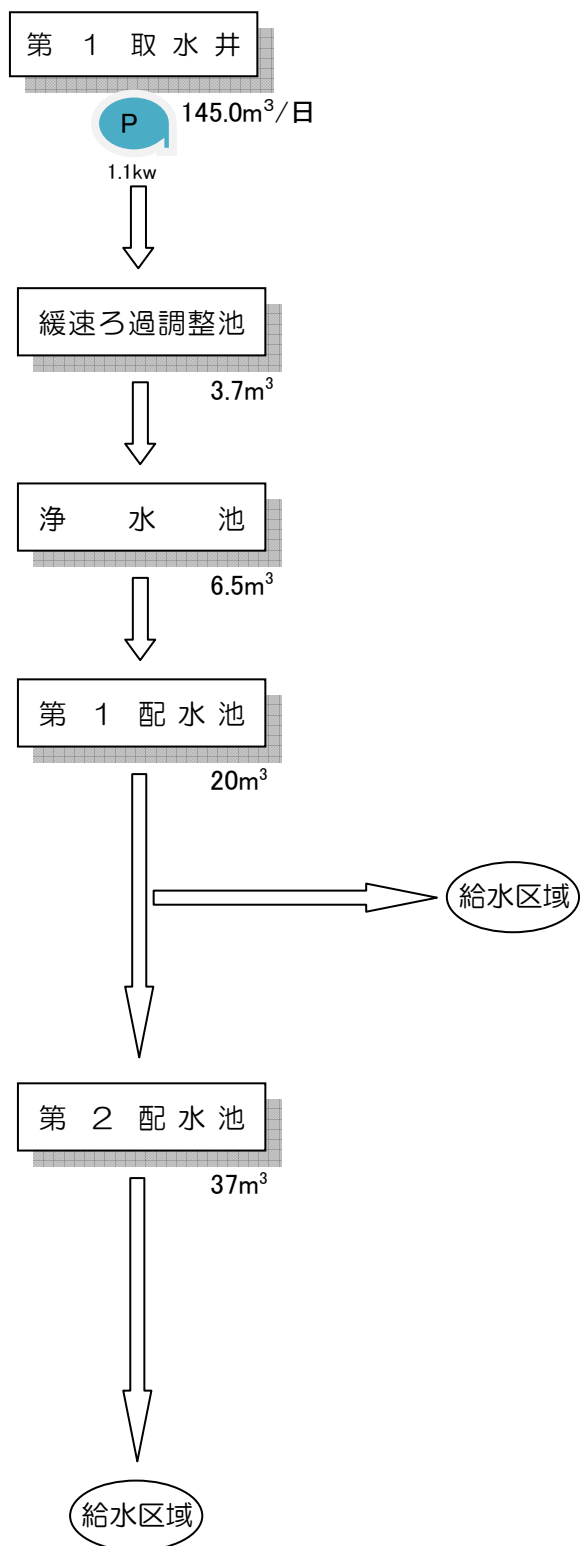 第１取水井
P
145.0m³/日
1.1kw
緩速ろ過調整池
3.7m³
浄水池
6.5m³
第１配水池
20m³
給水区域
第２配水池
37m³
給水区域